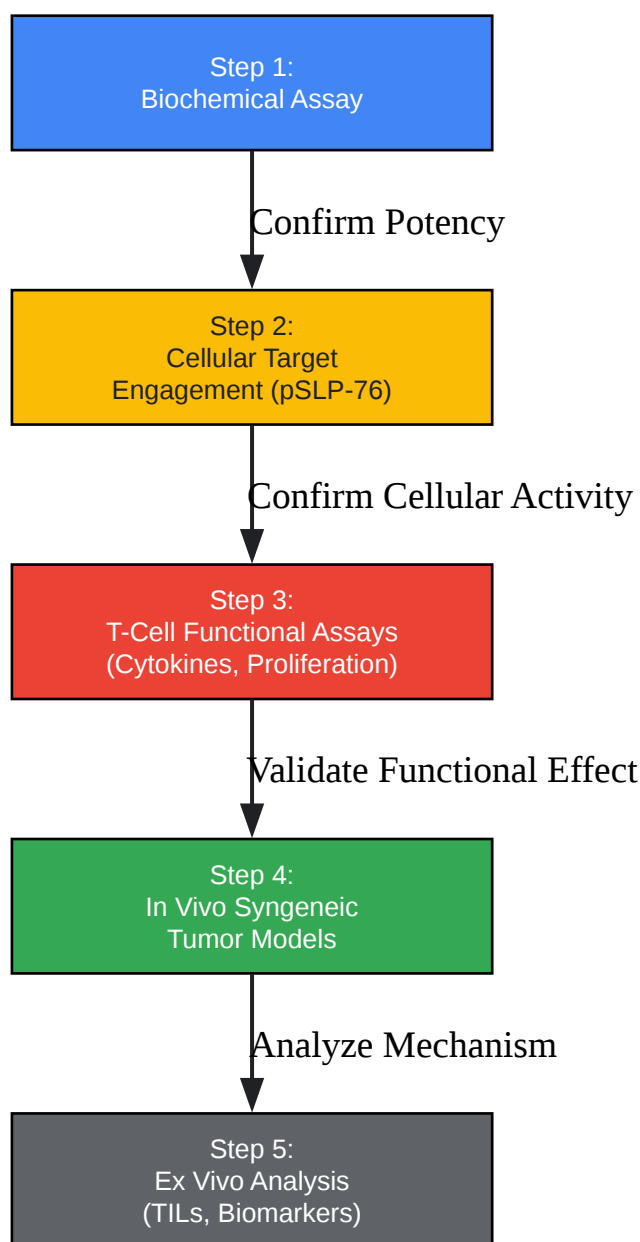 Step 1:
Biochemical Assay
Confirm Potency
Step 2:
Cellular Target
Engagement (pSLP-76)
Confirm Cellular Activity
Step 3:
T-Cell Functional Assays
(Cytokines, Proliferation)
Validate Functional Effect
Step 4:
In Vivo Syngeneic
Tumor Models
Analyze Mechanism
Step 5:
Ex Vivo Analysis
(TILs, Biomarkers)